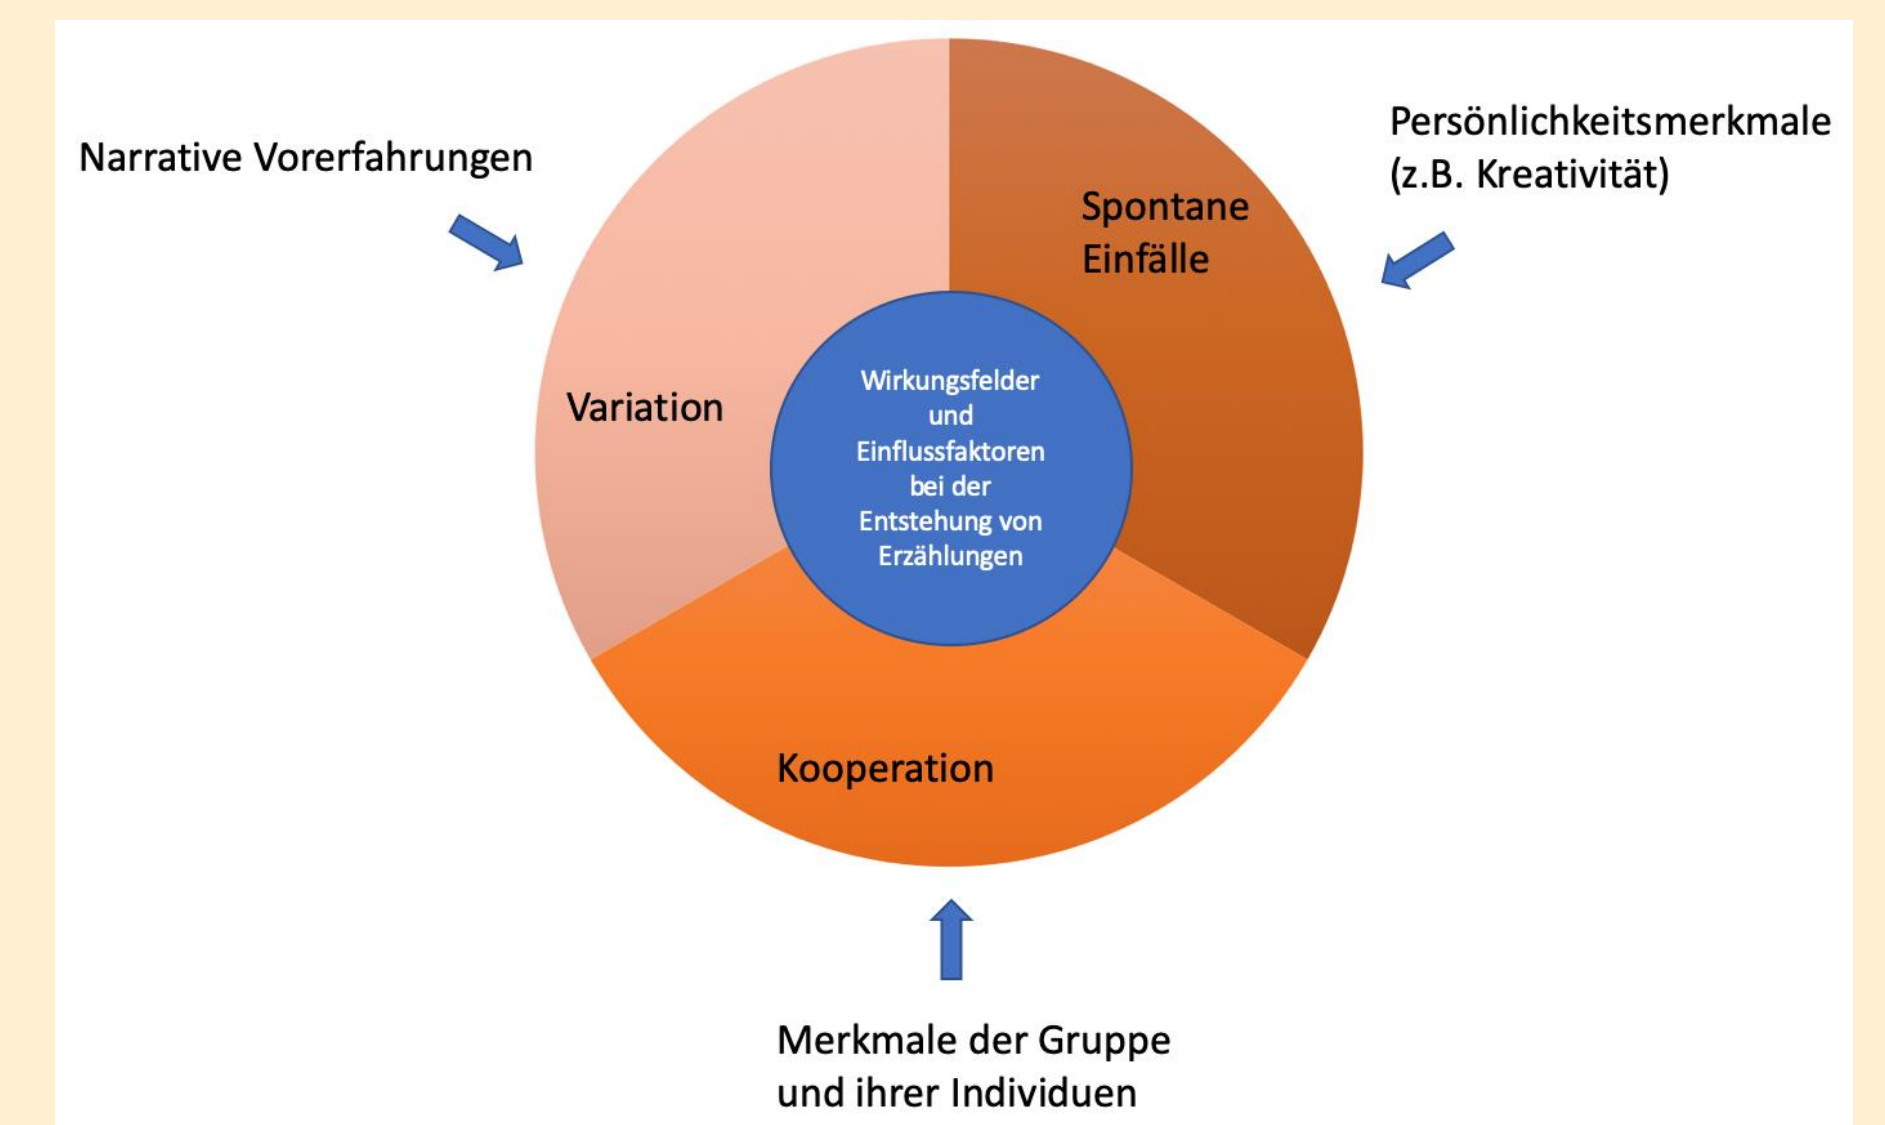 Narrative Vorerfahrungen
Persönlichkeitsmerkmale
(z.B. Kreativität)
Spontane
Einfälle
Variation
Wirkungsfelder
und
Einflussfaktoren
bei der
Entstehung von
Erzählungen
Kooperation
Merkmale der Gruppe
und ihrer Individuen